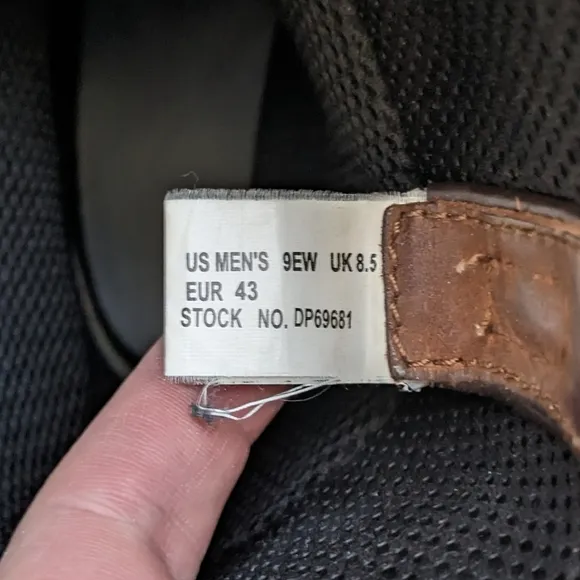 US MEN'S 9EW UK 8.5
EUR 43
STOCK NO. DP69681